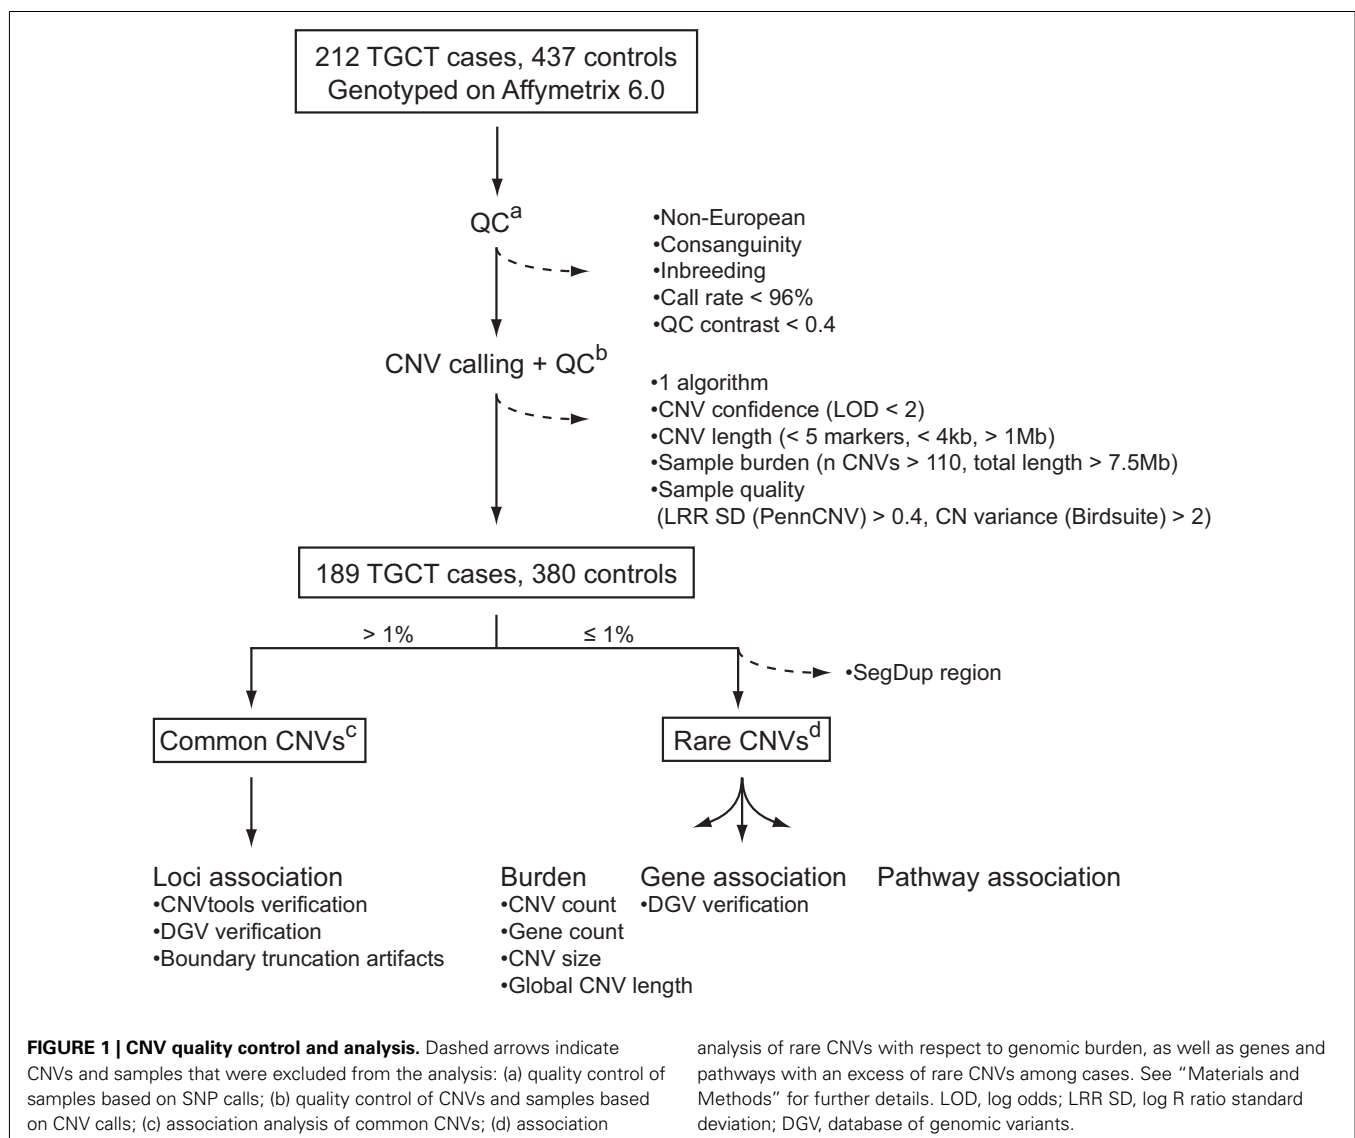 212 TGCT cases, 437 controls
Genotyped on Affymetrix 6.0
QCa
•Non-European
•Consanguinity
•Inbreeding
•Call rate < 96%
•QC contrast < 0.4
CNV calling + QCb
•1 algorithm
•CNV confidence (LOD < 2)
•CNV length (< 5 markers, < 4kb, > 1Mb)
•Sample burden (n CNVs > 110, total length > 7.5Mb)
•Sample quality
(LRR SD (PennCNV) > 0.4, CN variance (Birdsuite) > 2)
189 TGCT cases, 380 controls
> 1%
≤ 1%
•SegDup region
Common CNVsc
Rare CNVsd
Loci association
•CNVtools verification
•DGV verification
•Boundary truncation artifacts
Burden
•CNV count
•Gene count
•CNV size
•Global CNV length
Gene association
•DGV verification
Pathway association
FIGURE 1 | CNV quality control and analysis. Dashed arrows indicate
CNVs and samples that were excluded from the analysis: (a) quality control of
samples based on SNP calls; (b) quality control of CNVs and samples based
on CNV calls; (c) association analysis of common CNVs; (d) association
analysis of rare CNVs with respect to genomic burden, as well as genes and
pathways with an excess of rare CNVs among cases. See “Materials and
Methods” for further details. LOD, log odds; LRR SD, log R ratio standard
deviation; DGV, database of genomic variants.